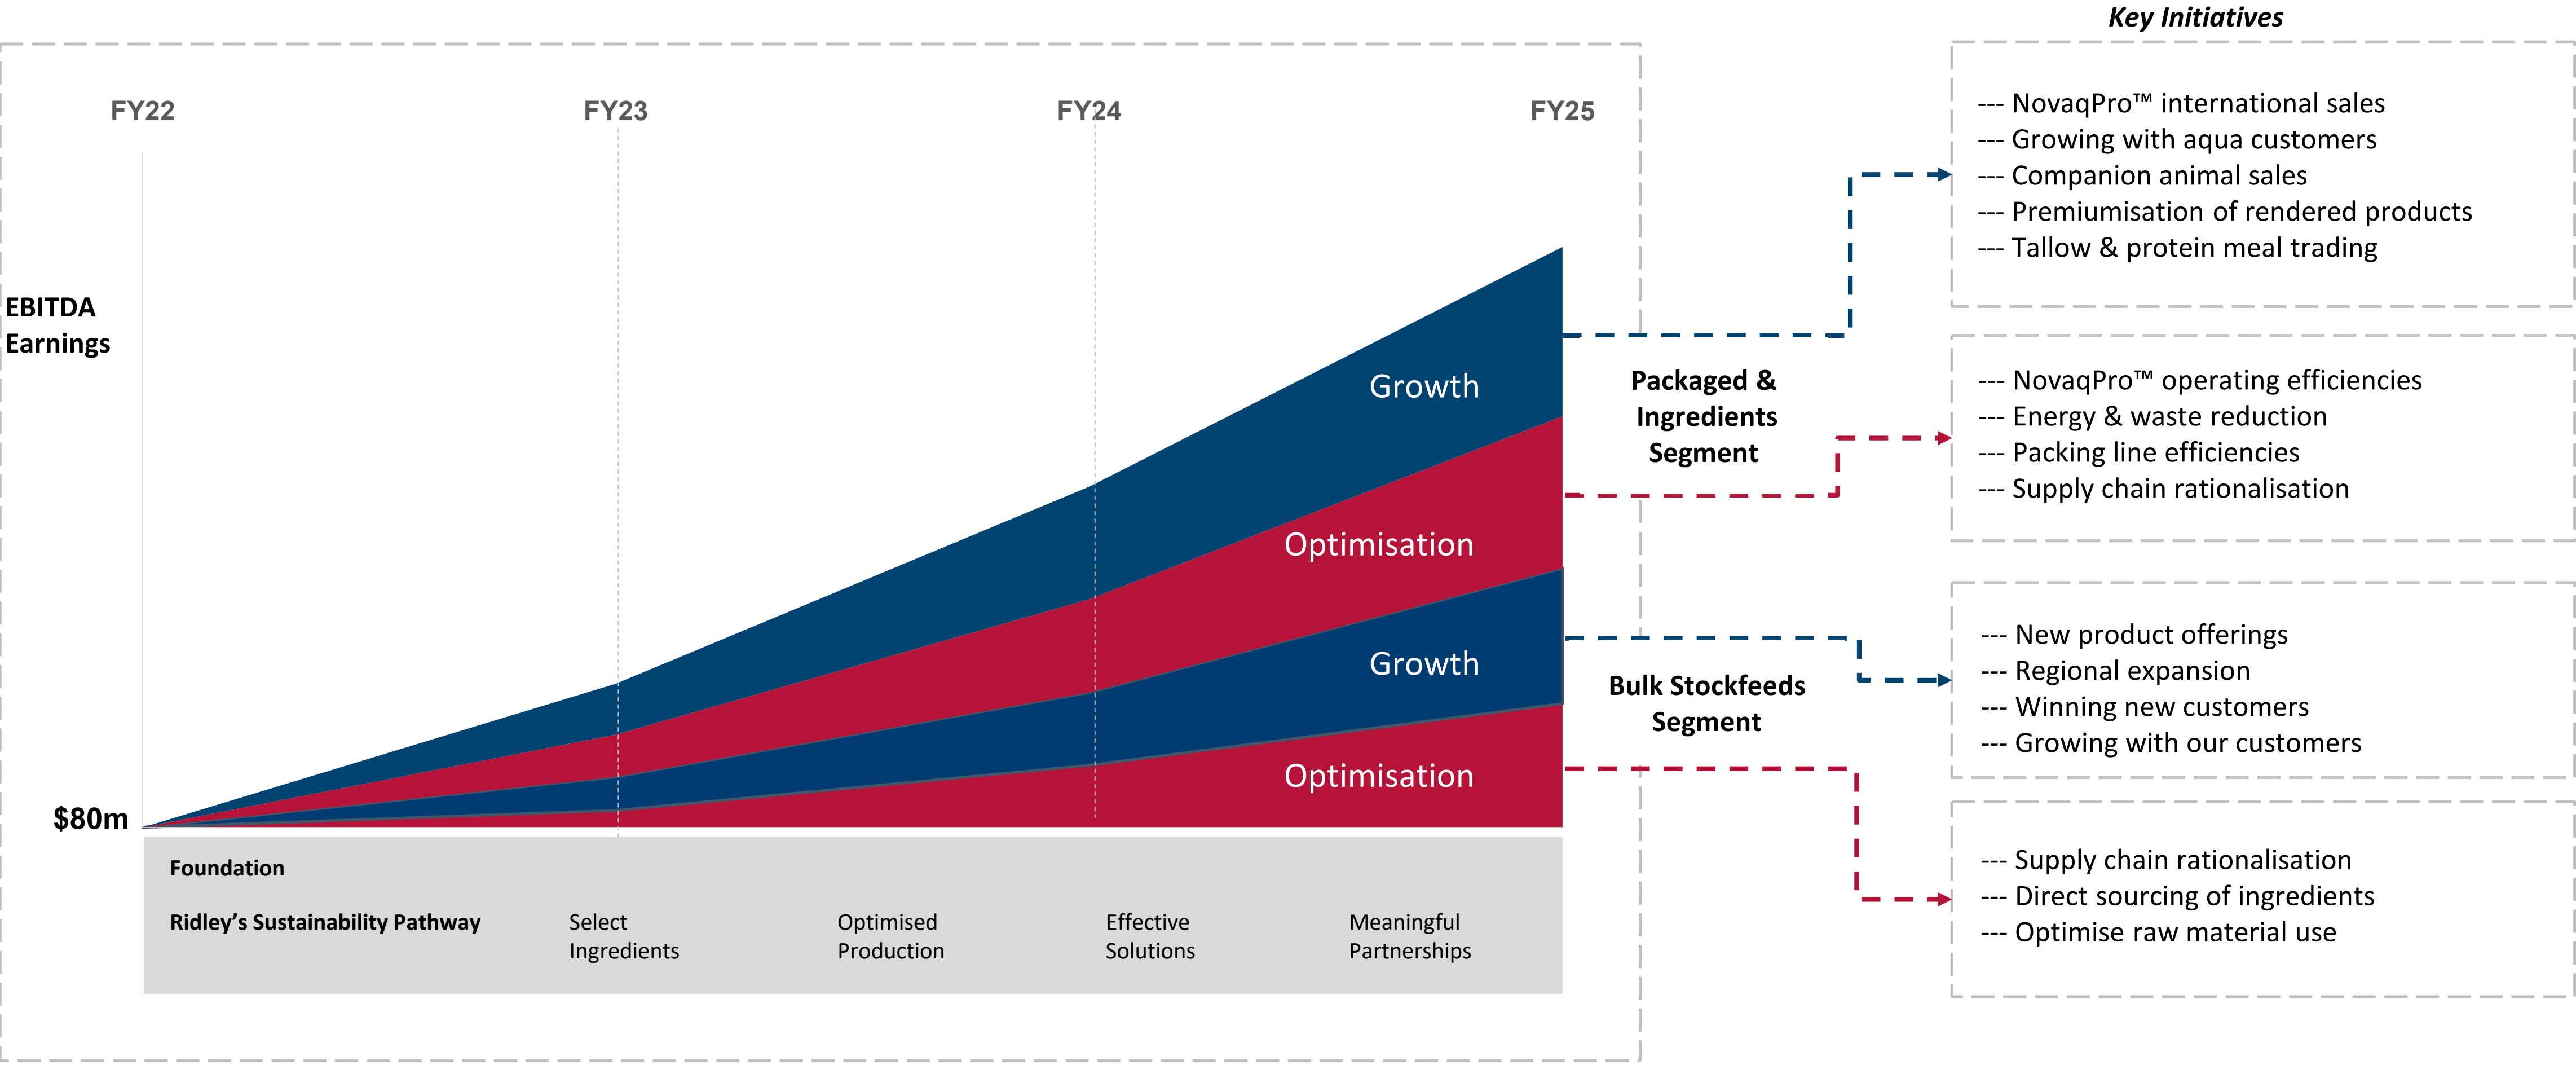 Key Initiatives
FY22
FY23
FY24
FY25
EBITDA
Earnings
$80m
Growth
Optimisation
Growth
Optimisation
Packaged &
Ingredients
Segment
Bulk Stockfeeds
Segment
--- NovaqPro™ international sales
--- Growing with aqua customers
--- Companion animal sales
--- Premiumisation of rendered products
--- Tallow & protein meal trading
--- NovaqPro™ operating efficiencies
--- Energy & waste reduction
--- Packing line efficiencies
--- Supply chain rationalisation
--- New product offerings
--- Regional expansion
--- Winning new customers
--- Growing with our customers
--- Supply chain rationalisation
--- Direct sourcing of ingredients
--- Optimise raw material use
Foundation
Ridley’s Sustainability Pathway
Select
Ingredients
Optimised
Production
Effective
Solutions
Meaningful
Partnerships